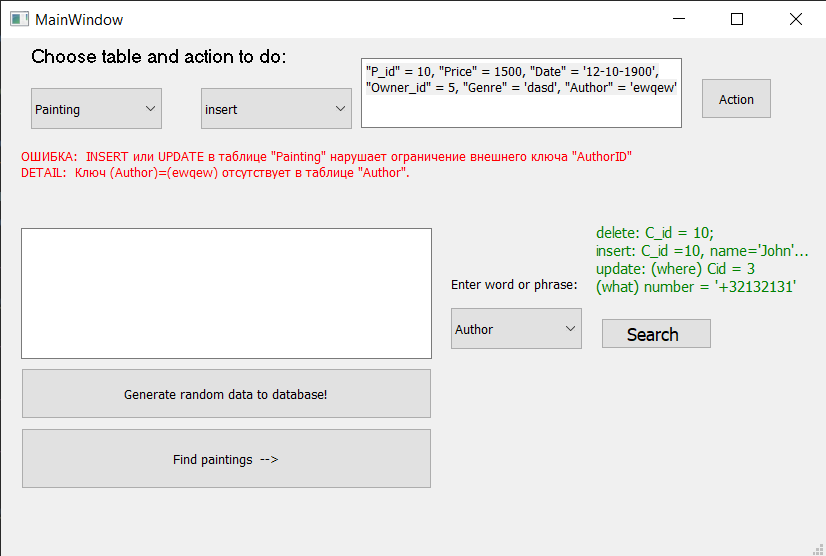 MainWindow
Choose table and action to do:
Painting
insert
"P_id" = 10, "Price" = 1500, "Date" = '12-10-1900',
"Owner_id" = 5, "Genre" = 'dasd', "Author" = 'ewqew'
Action
ОШИБКА:  INSERT или UPDATE в таблице "Painting" нарушает ограничение внешнего ключа "AuthorID"
DETAIL:  Ключ (Author)=(ewqew) отсутствует в таблице "Author".
delete: C_id = 10;
insert: C_id =10, name='John'...
update: (where) Cid = 3
(what) number = '+32132131'
Enter word or phrase:
Author
Search
Generate random data to database!
Find paintings  -->